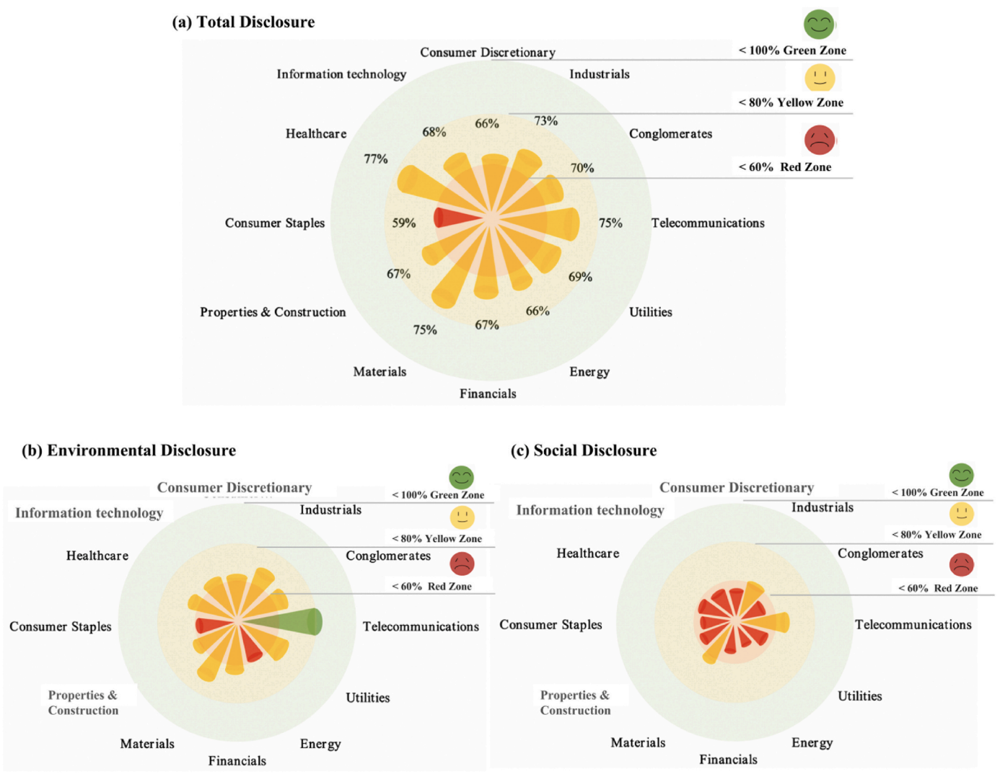 (a) Total Disclosure
< 100% Green Zone
Consumer Discretionary
Information technology
Industrials
< 80% Yellow Zone
66%
73%
68%
Healthcare
Conglomerates
77%
70%
< 60% Red Zone
Consumer Staples
59%
75%
Telecommunications
67%
69%
Properties & Construction
66%
Utilities
75%
67%
Materials
Energy
Financials
(b) Environmental Disclosure
Consumer Discretionary
< 100% Green Zone
Information technology
Industrials
< 80% Yellow Zone
Healthcare
Conglomerates
< 60% Red Zone
Consumer Staples
Telecommunications
Properties &
Construction
Utilities
Materials
Energy
Financials
(c) Social Disclosure
Consumer Discretionary
< 100% Green Zone
Information technology
Industrials
< 80% Yellow Zone
Healthcare
Conglomerates
< 60% Red Zone
Consumer Staples
Telecommunications
Properties &
Construction
Utilities
Materials
Energy
Financials